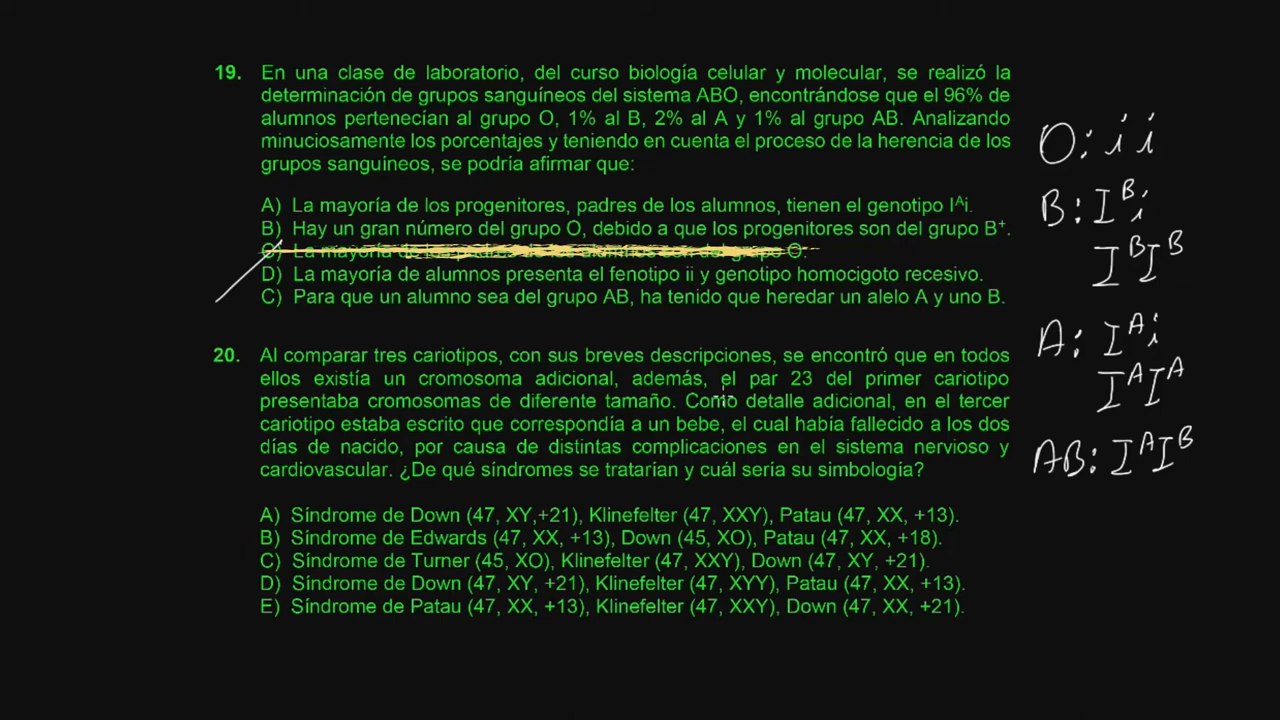 19. En una clase de laboratorio, del curso biología celular y molecular, se realizó la
determinación de grupos sanguíneos del sistema ABO, encontrándose que el 96% de
alumnos pertenecían al grupo O, 1% al B, 2% al A y 1% al grupo AB. Analizando
minuciosamente los porcentajes y teniendo en cuenta el proceso de la herencia de los
grupos sanguíneos, se podría afirmar que:
A) La mayoría de los progenitores, padres de los alumnos, tienen el genotipo Iᴬi.
B) Hay un gran número del grupo O, debido a que los progenitores son del grupo B⁺.
C) La mayoría de los padres de los alumnos son del grupo O.
D) La mayoría de alumnos presenta el fenotipo ii y genotipo homocigoto recesivo.
C) Para que un alumno sea del grupo AB, ha tenido que heredar un alelo A y uno B.
20. Al comparar tres cariotipos, con sus breves descripciones, se encontró que en todos
ellos existía un cromosoma adicional, además, el par 23 del primer cariotipo
presentaba cromosomas de diferente tamaño. Como detalle adicional, en el tercer
cariotipo estaba escrito que correspondía a un bebe, el cual había fallecido a los dos
días de nacido, por causa de distintas complicaciones en el sistema nervioso y
cardiovascular. ¿De qué síndromes se tratarian y cuál sería su simbología?
A) Síndrome de Down (47, XY,+21), Klinefelter (47, XXY), Patau (47, XX, +13).
B) Síndrome de Edwards (47, XX, +13), Down (45, XO), Patau (47, XX, +18).
C) Síndrome de Turner (45, XO), Klinefelter (47, XXY), Down (47, XY, +21).
D) Síndrome de Down (47, XY, +21), Klinefelter (47, XYY), Patau (47, XX, +13).
E) Síndrome de Patau (47, XX, +13), Klinefelter (47, XXY), Down (47, XX, +21).
O: i i
B: Iᴮi
IᴮIᴮ
A: Iᴬi
IᴬIᴬ
AB: IᴬIᴮ